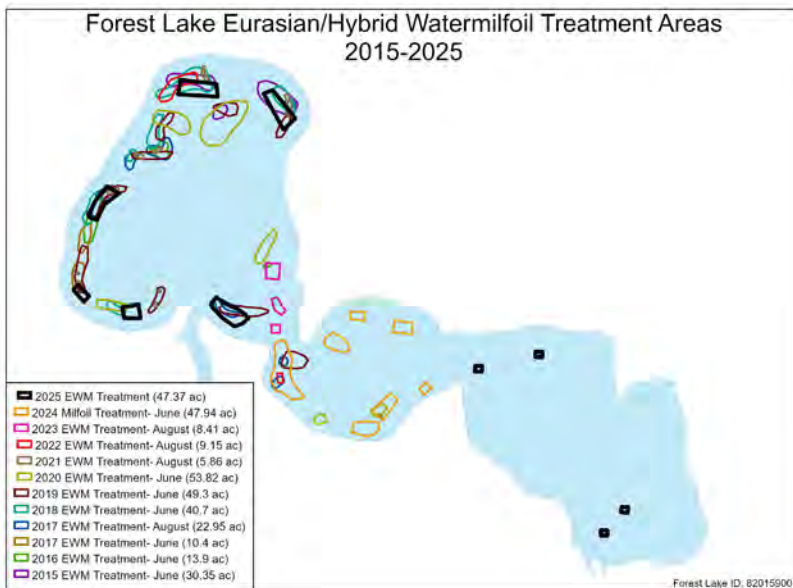 Forest Lake Eurasian/Hybrid Watermilfoil Treatment Areas
2015-2025
2025 EWM Treatment (47.37 ac)
2024 Milfoil Treatment- June (47.94 ac)
2023 EWM Treatment- August (8.41 ac)
2022 EWM Treatment- August (9.15 ac)
2021 EWM Treatment- August (5.86 ac)
2020 EWM Treatment- June (53.82 ac)
2019 EWM Treatment- June (49.3 ac)
2018 EWM Treatment- June (40.7 ac)
2017 EWM Treatment- August (22.95 ac)
2017 EWM Treatment- June (10.4 ac)
2016 EWM Treatment- June (13.9 ac)
2015 EWM Treatment- June (30.35 ac)
Forest Lake ID: 82015900